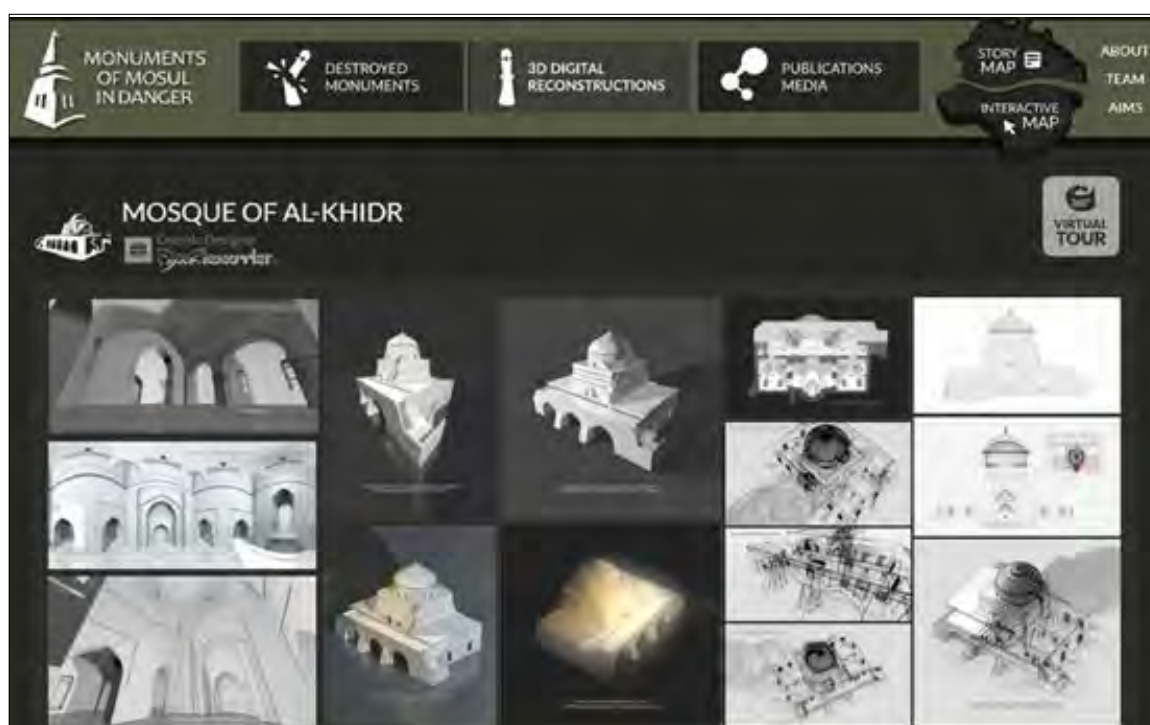 MONUMENTS
OF MOSUL
IN DANGER
DESTROYED
MONUMENTS
3D DIGITAL
RECONSTRUCTIONS
PUBLICATIONS
MEDIA
STORY
MAP
INTERACTIVE
MAP
ABOUT
TEAM
AIMS
MOSQUE OF AL-KHIDR
VIRTUAL
TOUR